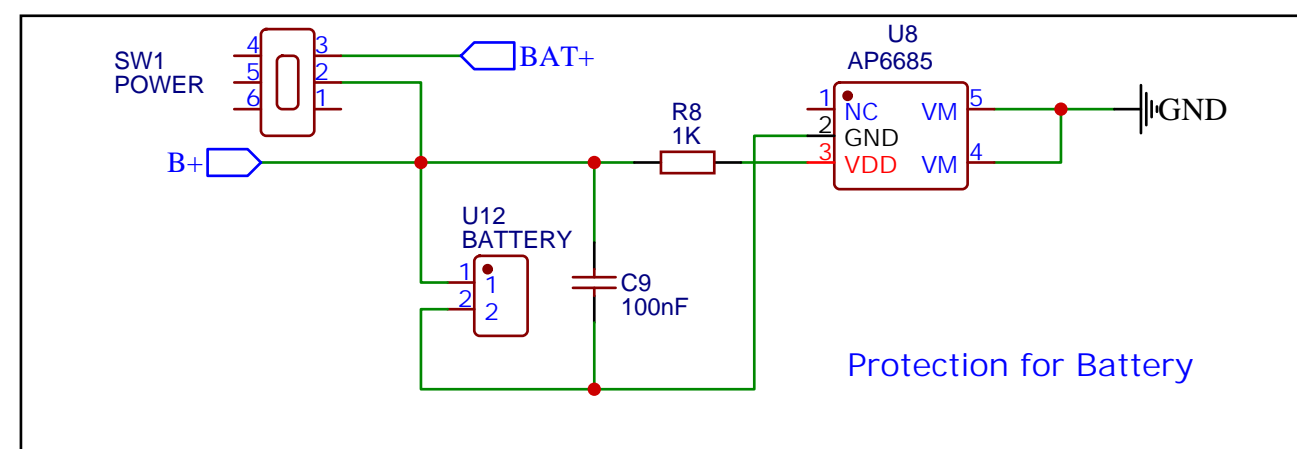 SW1
POWER
4
5
6
3
2
1
BAT+
B+
U12
BATTERY
1
2
1
2
C9
100nF
R8
1K
U8
AP6685
1
2
3
NC
GND
VDD
VM
VM
5
4
GND
Protection for Battery